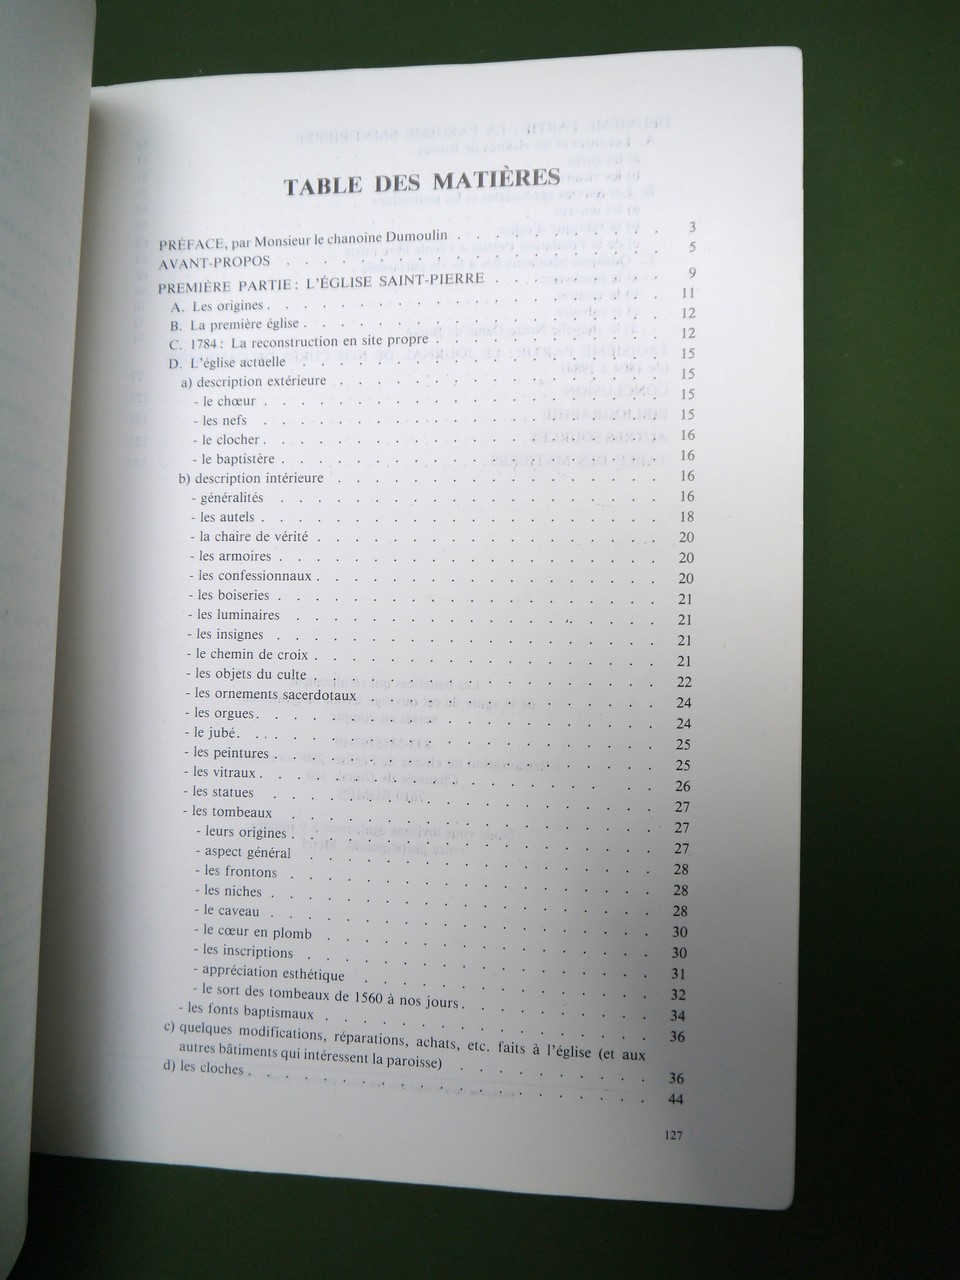 TABLE DES MATIÈRES
PRÉFACE, par Monsieur le chanoine Dumoulin . . . . . . . . . . . 3
AVANT-PROPOS . . . . . . . . . . . . . . . . . . . . 5
PREMIÈRE PARTIE : L'ÉGLISE SAINT-PIERRE . . . . . . . . . 9
A. Les origines . . . . . . . . . . . . . . . . . . . . . 11
B. La première église . . . . . . . . . . . . . . . . . . . 12
C. 1784 : La reconstruction en site propre . . . . . . . . . . . . 12
D. L'église actuelle . . . . . . . . . . . . . . . . . . . 15
a) description extérieure . . . . . . . . . . . . . . . . . 15
- le chœur . . . . . . . . . . . . . . . . . . . . . 15
- les nefs . . . . . . . . . . . . . . . . . . . . . 15
- le clocher . . . . . . . . . . . . . . . . . . . . . 16
- le baptistère . . . . . . . . . . . . . . . . . . . . 16
b) description intérieure . . . . . . . . . . . . . . . . . 16
- généralités . . . . . . . . . . . . . . . . . . . . 16
- les autels . . . . . . . . . . . . . . . . . . . . . 18
- la chaire de vérité . . . . . . . . . . . . . . . . . . 20
- les armoires . . . . . . . . . . . . . . . . . . . . 20
- les confessionnaux . . . . . . . . . . . . . . . . . . 20
- les boiseries . . . . . . . . . . . . . . . . . . . . 21
- les luminaires . . . . . . . . . . . . . . . . . . . 21
- les insignes . . . . . . . . . . . . . . . . . . . . 21
- le chemin de croix . . . . . . . . . . . . . . . . . . 21
- les objets du culte . . . . . . . . . . . . . . . . . . 22
- les ornements sacerdotaux . . . . . . . . . . . . . . . 24
- les orgues . . . . . . . . . . . . . . . . . . . . . 24
- le jubé . . . . . . . . . . . . . . . . . . . . . . 25
- les peintures . . . . . . . . . . . . . . . . . . . . 25
- les vitraux . . . . . . . . . . . . . . . . . . . . . 26
- les statues . . . . . . . . . . . . . . . . . . . . 27
- les tombeaux . . . . . . . . . . . . . . . . . . . . 27
- leurs origines . . . . . . . . . . . . . . . . . . . 27
- aspect général . . . . . . . . . . . . . . . . . . 28
- les frontons . . . . . . . . . . . . . . . . . . . 28
- les niches . . . . . . . . . . . . . . . . . . . . 28
- le caveau . . . . . . . . . . . . . . . . . . . . 30
- le cœur en plomb . . . . . . . . . . . . . . . . . 30
- les inscriptions . . . . . . . . . . . . . . . . . . 31
- appréciation esthétique . . . . . . . . . . . . . . . 32
- le sort des tombeaux de 1560 à nos jours . . . . . . . . . 34
- les fonts baptismaux . . . . . . . . . . . . . . . . . 36
c) quelques modifications, réparations, achats, etc. faits à l'église (et aux
autres bâtiments qui intéressent la paroisse) . . . . . . . . . . 36
d) les cloches . . . . . . . . . . . . . . . . . . . . . 44
127